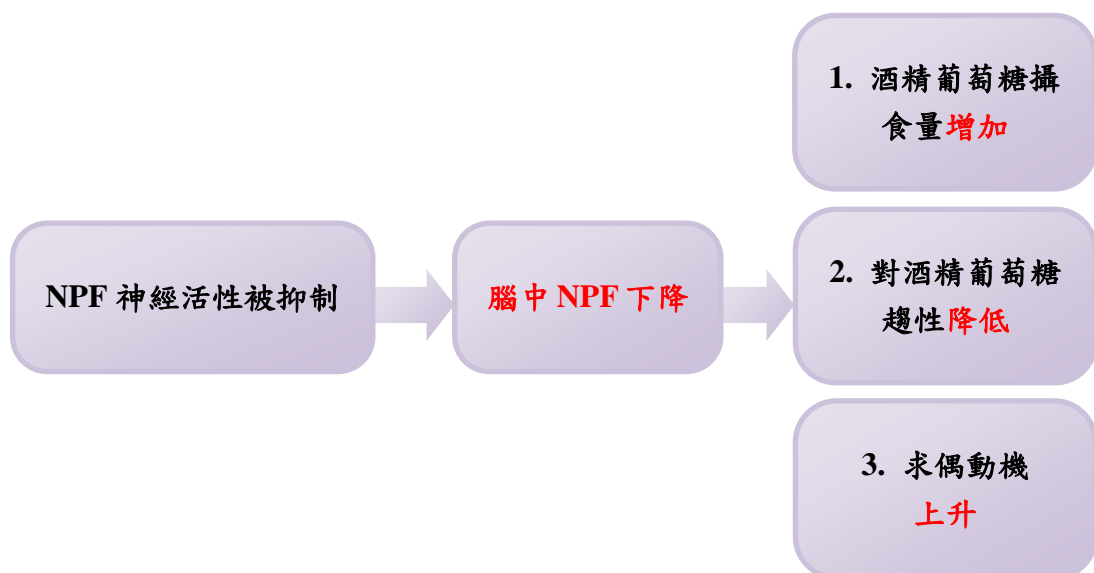 NPF 神經活性被抑制
腦中 NPF 下降
1. 酒精葡萄糖攝
食量增加
2. 對酒精葡萄糖
趨性降低
3. 求偶動機
上升